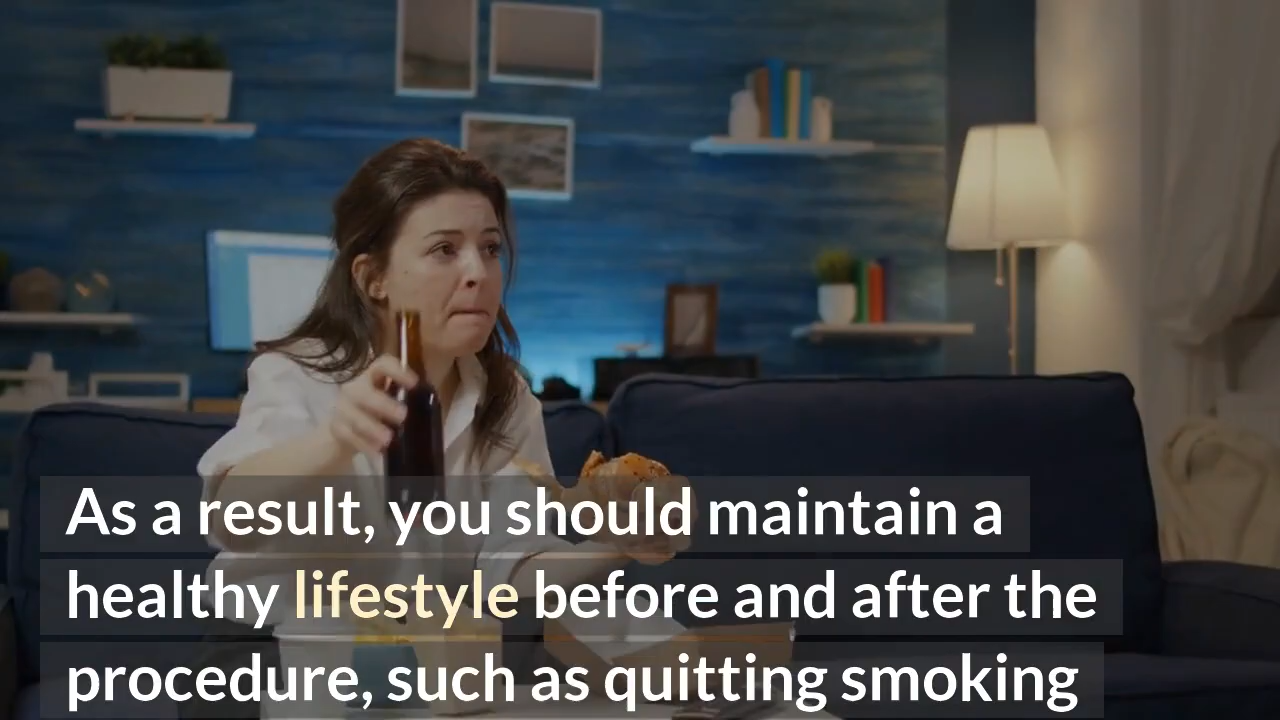 As a result, you should maintain a
healthy lifestyle before and after the
procedure, such as quitting smoking